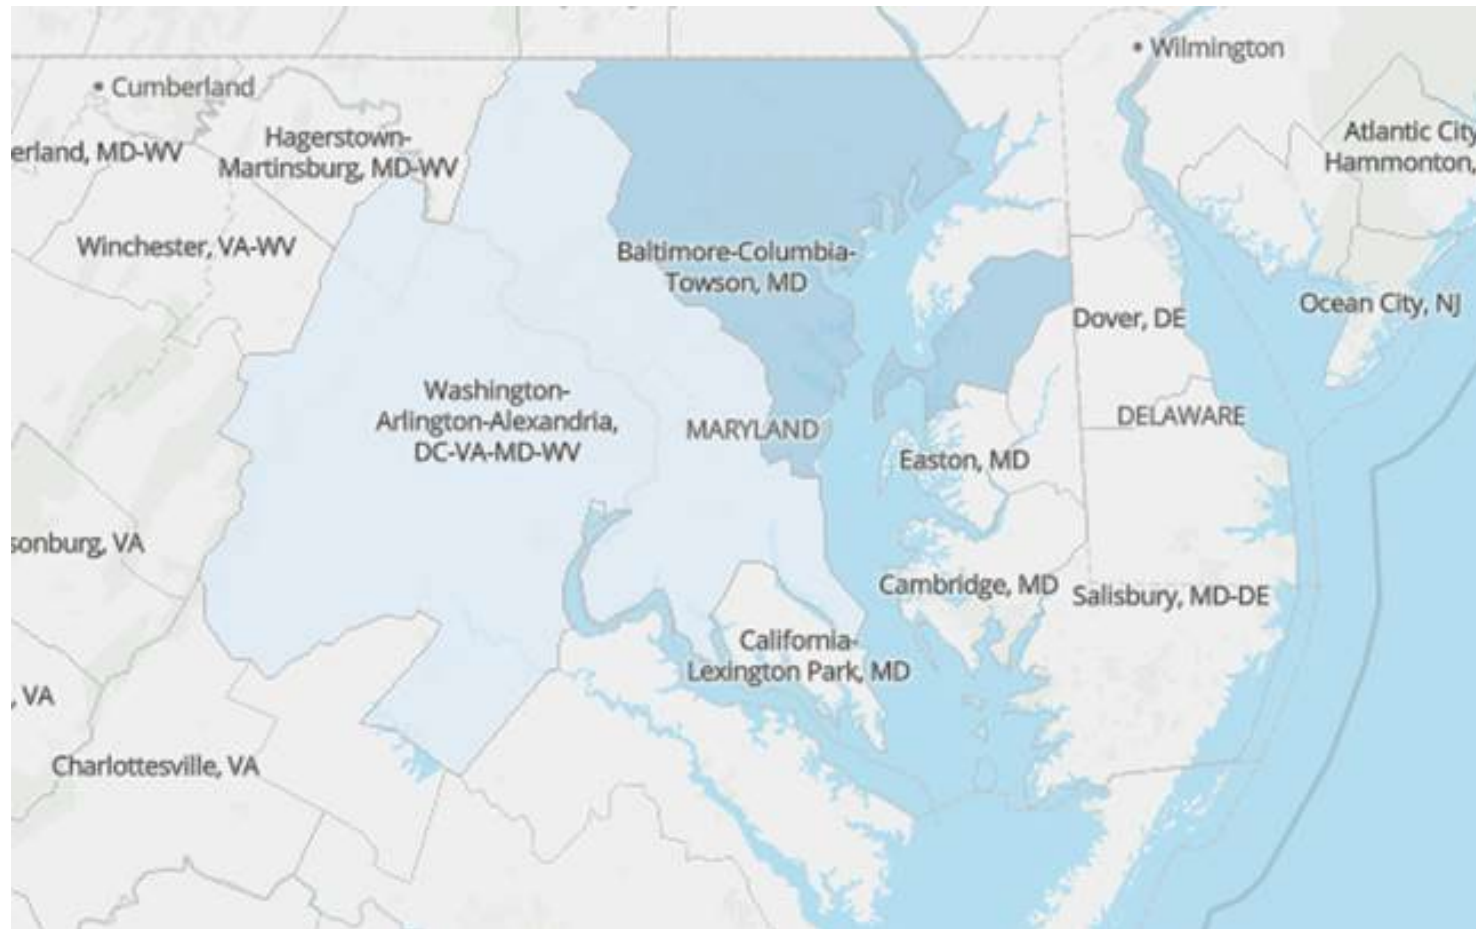 Wilmington
Cumberland
Hagerstown-
Martinsburg, MD-WV
erland, MD-WV
Atlantic City
Hammonton,
Winchester, VA-WV
Baltimore-Columbia-
Towson, MD
Dover, DE
Ocean City, NJ
Washington-
Arlington-Alexandria,
DC-VA-MD-WV
MARYLAND
DELAWARE
Easton, MD
sonburg, VA
Cambridge, MD
Salisbury, MD-DE
California-
Lexington Park, MD
, VA
Charlottesville, VA